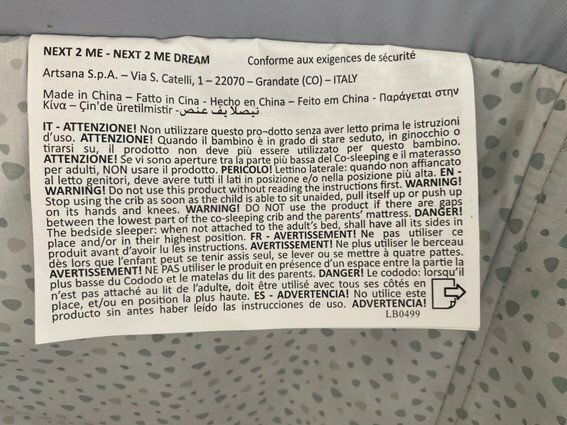 NEXT 2 ME - NEXT 2 ME DREAM Conforme aux exigences de sécurité
Artsana S.p.A. – Via S. Catelli, 1 – 22070 – Grandate (CO) – ITALY
Made in China – Fatto in Cina - Hecho en China – Feito em China - Παράγεται στην
Κίνα – Çin'de üretilmistir -
IT - ATTENZIONE! Non utilizzare questo pro¬dotto senza aver letto prima le istruzioni
d'uso. ATTENZIONE! Quando il bambino è in grado di stare seduto, in ginocchio o
tirarsi su, il prodotto non deve più essere utilizzato per questo bambino.
ATTENZIONE! Se vi sono aperture tra la parte più bassa del Co-sleeping e il materasso
per adulti, NON usare il prodotto. PERICOLO! Lettino laterale: quando non affiancato
al letto genitori, deve avere tutti il lati in posizione e/o nella posizione più alta. EN -
WARNING! Do not use this product without reading the instructions first. WARNING!
Stop using the crib as soon as the child is able to sit unaided, pull itself up or push up
on its hands and knees. WARNING! DO NOT use the product if there are gaps
between the lowest part of the co-sleeping crib and the parents' mattress. DANGER!
The bedside sleeper: when not attached to the adult's bed, shall have all its sides in
place and/or in their highest position. FR - AVERTISSEMENT! Ne pas utiliser ce
produit avant d'avoir lu les instructions. AVERTISSEMENT! Ne plus utiliser le berceau
dès lors que l'enfant peut se tenir assis seul, se lever ou se mettre à quatre pattes.
AVERTISSEMENT! NE PAS utiliser le produit en présence d'un espace entre la partie la
plus basse du Cododo et le matelas du lit des parents. DANGER! Le cododo: lorsqu'il
n'est pas attaché au lit de l'adulte, doit être utilisé avec tous ses côtés en
place, et/ou en position la plus haute. ES - ADVERTENCIA! No utilice este
producto sin antes haber leído las instrucciones de uso. ADVERTENCIA!
LB0499